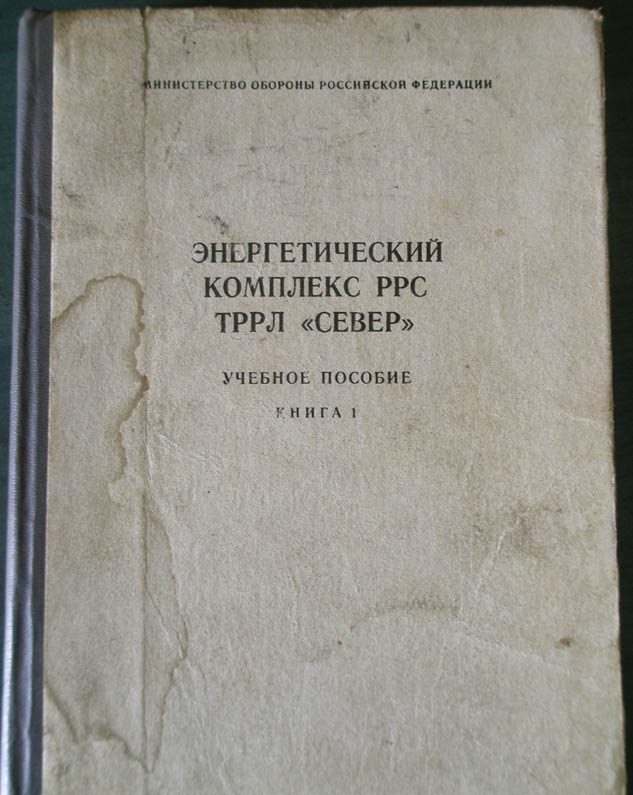 МИНИСТЕРСТВО ОБОРОНЫ РОССИЙСКОЙ ФЕДЕРАЦИИ
ЭНЕРГЕТИЧЕСКИЙ
КОМПЛЕКС РРС
ТРРЛ «СЕВЕР»
УЧЕБНОЕ ПОСОБИЕ
КНИГА 1